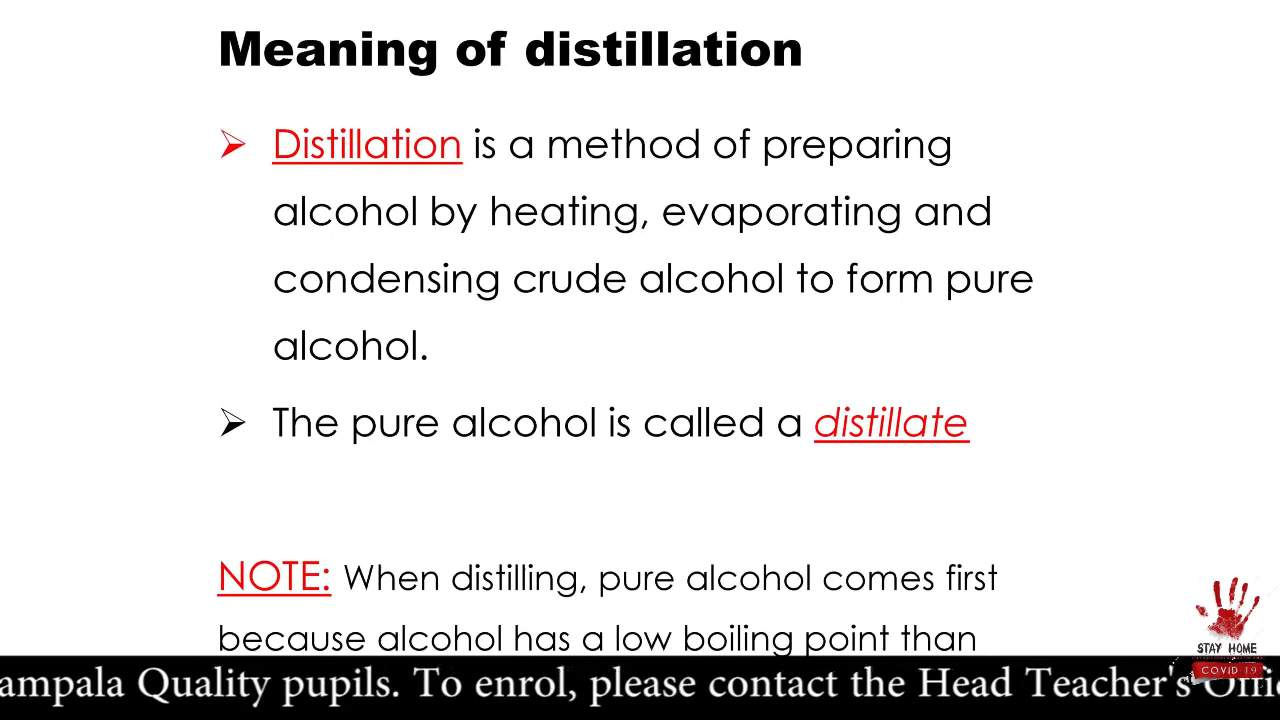 Meaning of distillation
Distillation is a method of preparing
alcohol by heating, evaporating and
condensing crude alcohol to form pure
alcohol.
The pure alcohol is called a distillate
NOTE: When distilling, pure alcohol comes first
because alcohol has a low boiling point than
STAY HOME
COVID 19
ampala Quality pupils. To enrol, please contact the Head Teacher's Offi